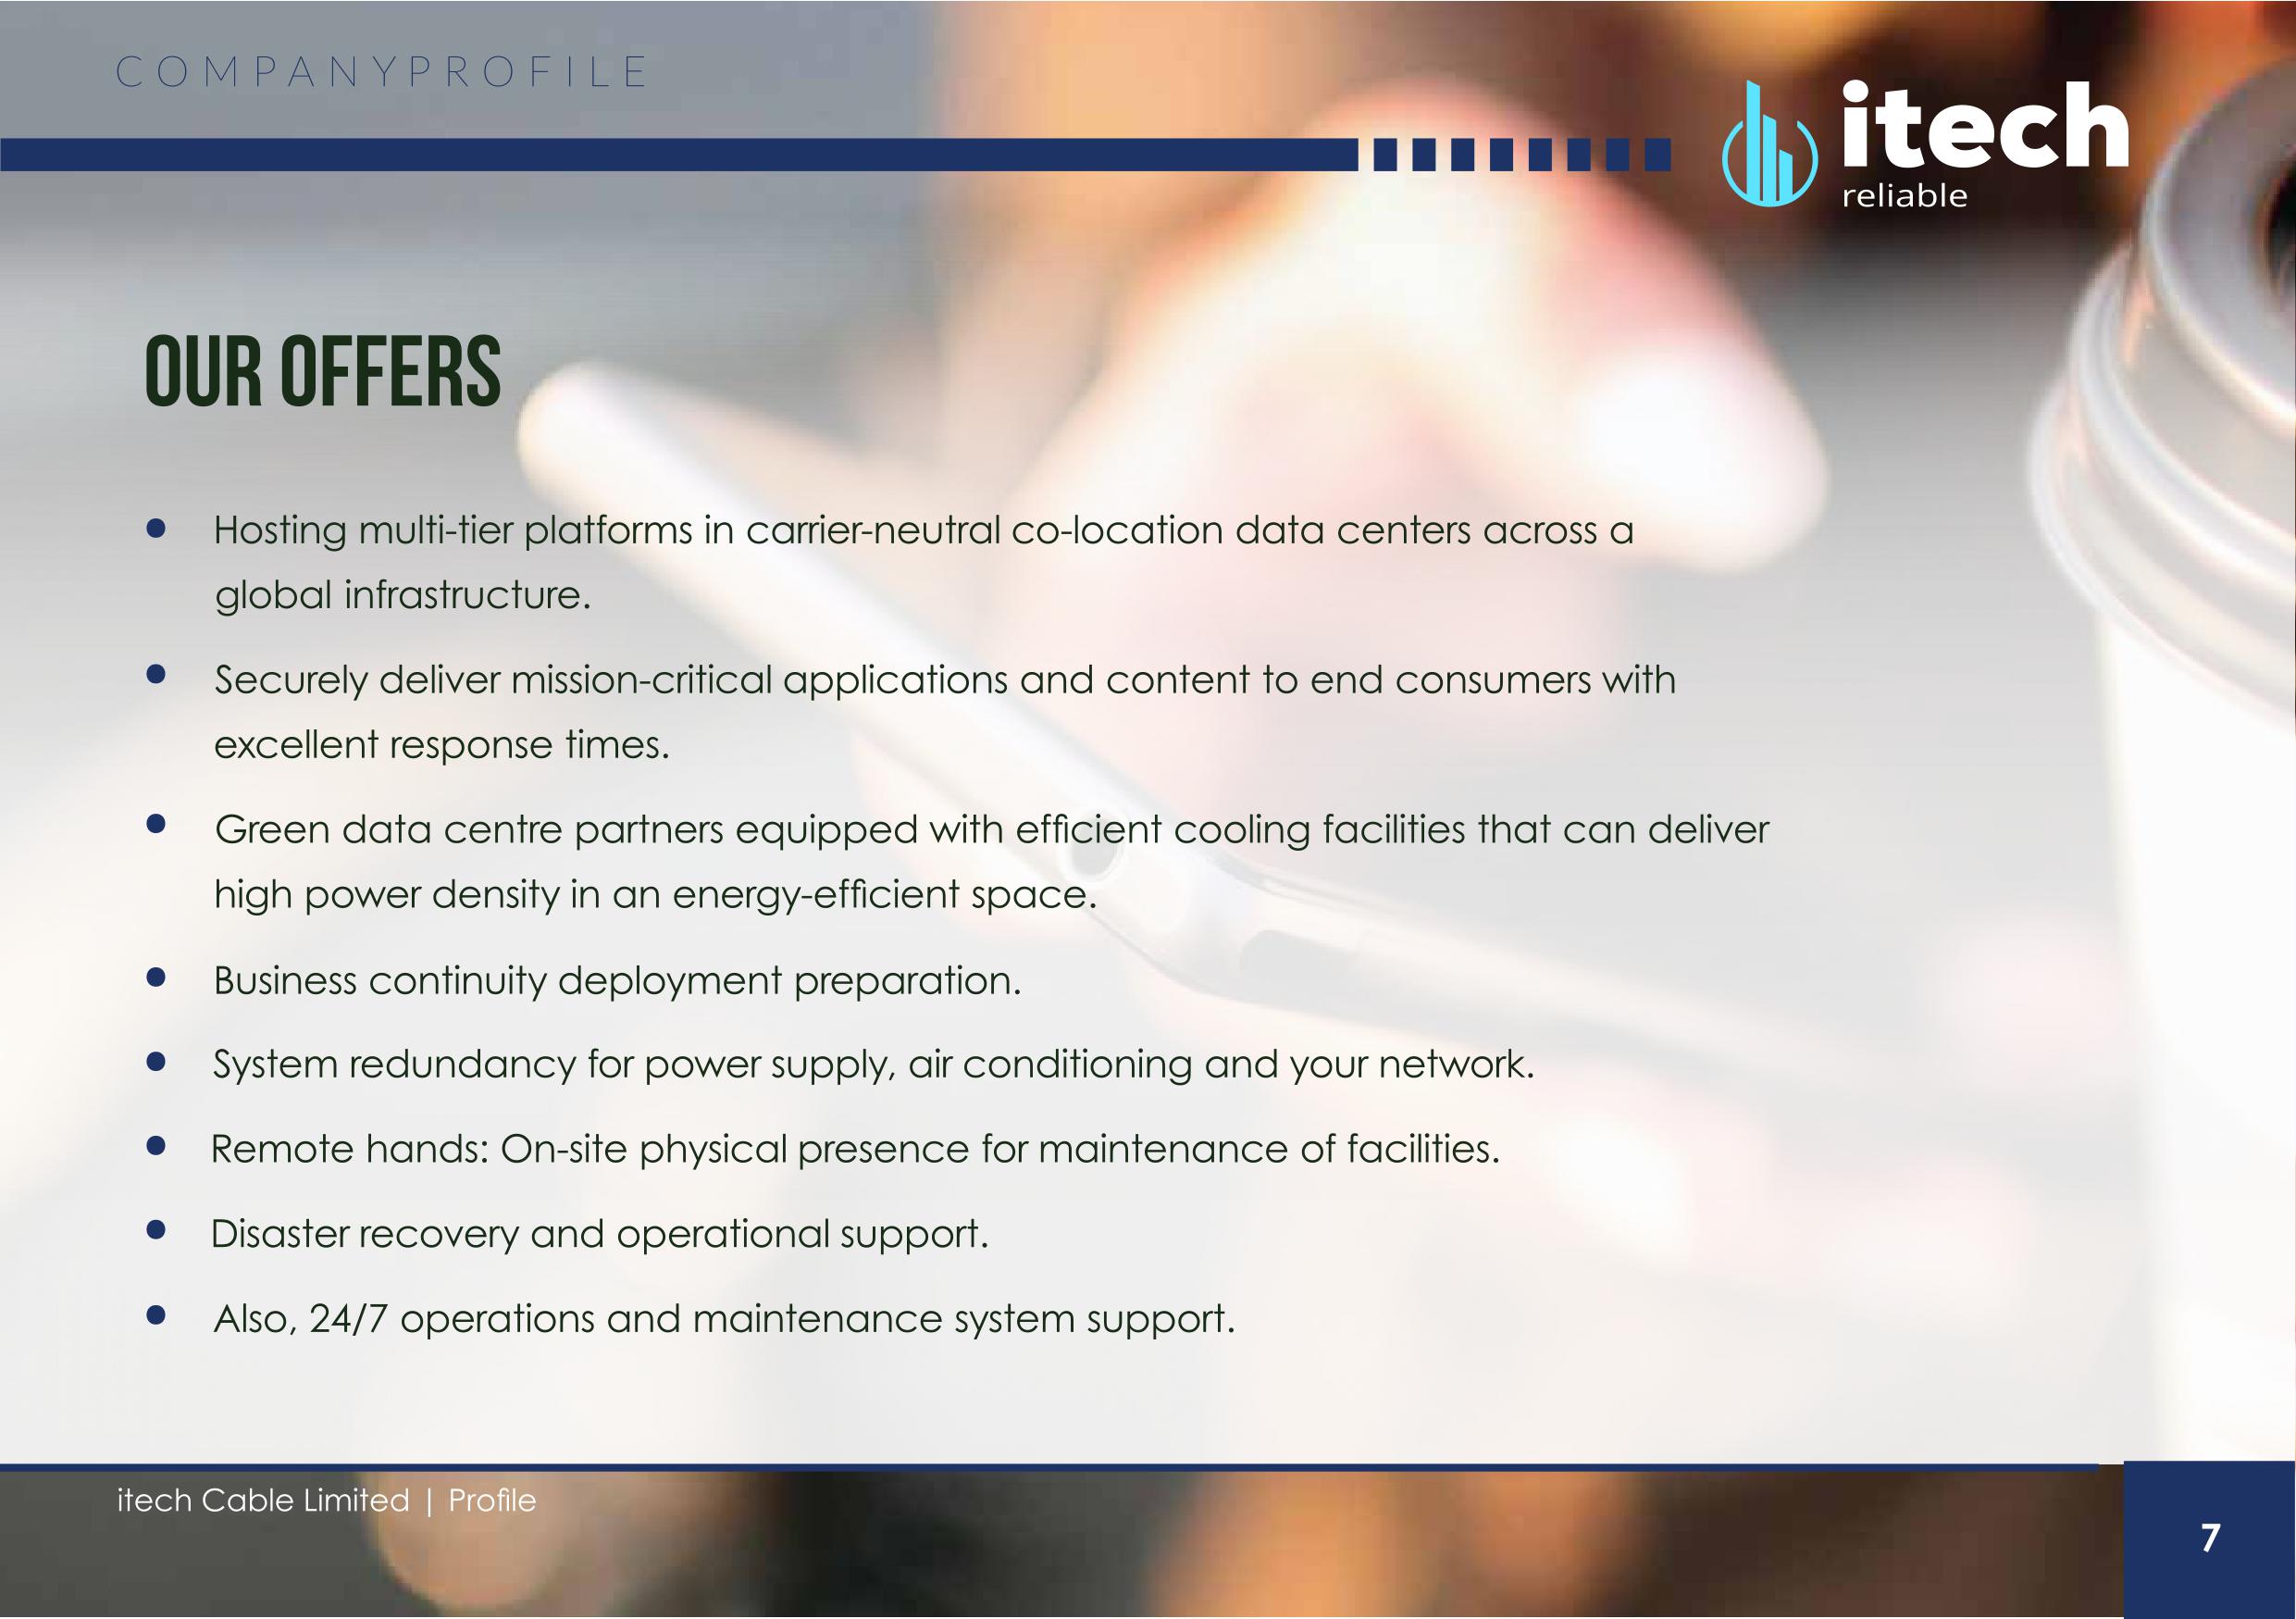 COMPANYPROFILE
itech
reliable
OUR OFFERS
• Hosting multi-tier platforms in carrier-neutral co-location data centers across a
global infrastructure.
• Securely deliver mission-critical applications and content to end consumers with
excellent response times.
• Green data centre partners equipped with efficient cooling facilities that can deliver
high power density in an energy-efficient space.
• Business continuity deployment preparation.
• System redundancy for power supply, air conditioning and your network.
• Remote hands: On-site physical presence for maintenance of facilities.
• Disaster recovery and operational support.
• Also, 24/7 operations and maintenance system support.
itech Cable Limited | Profile
7